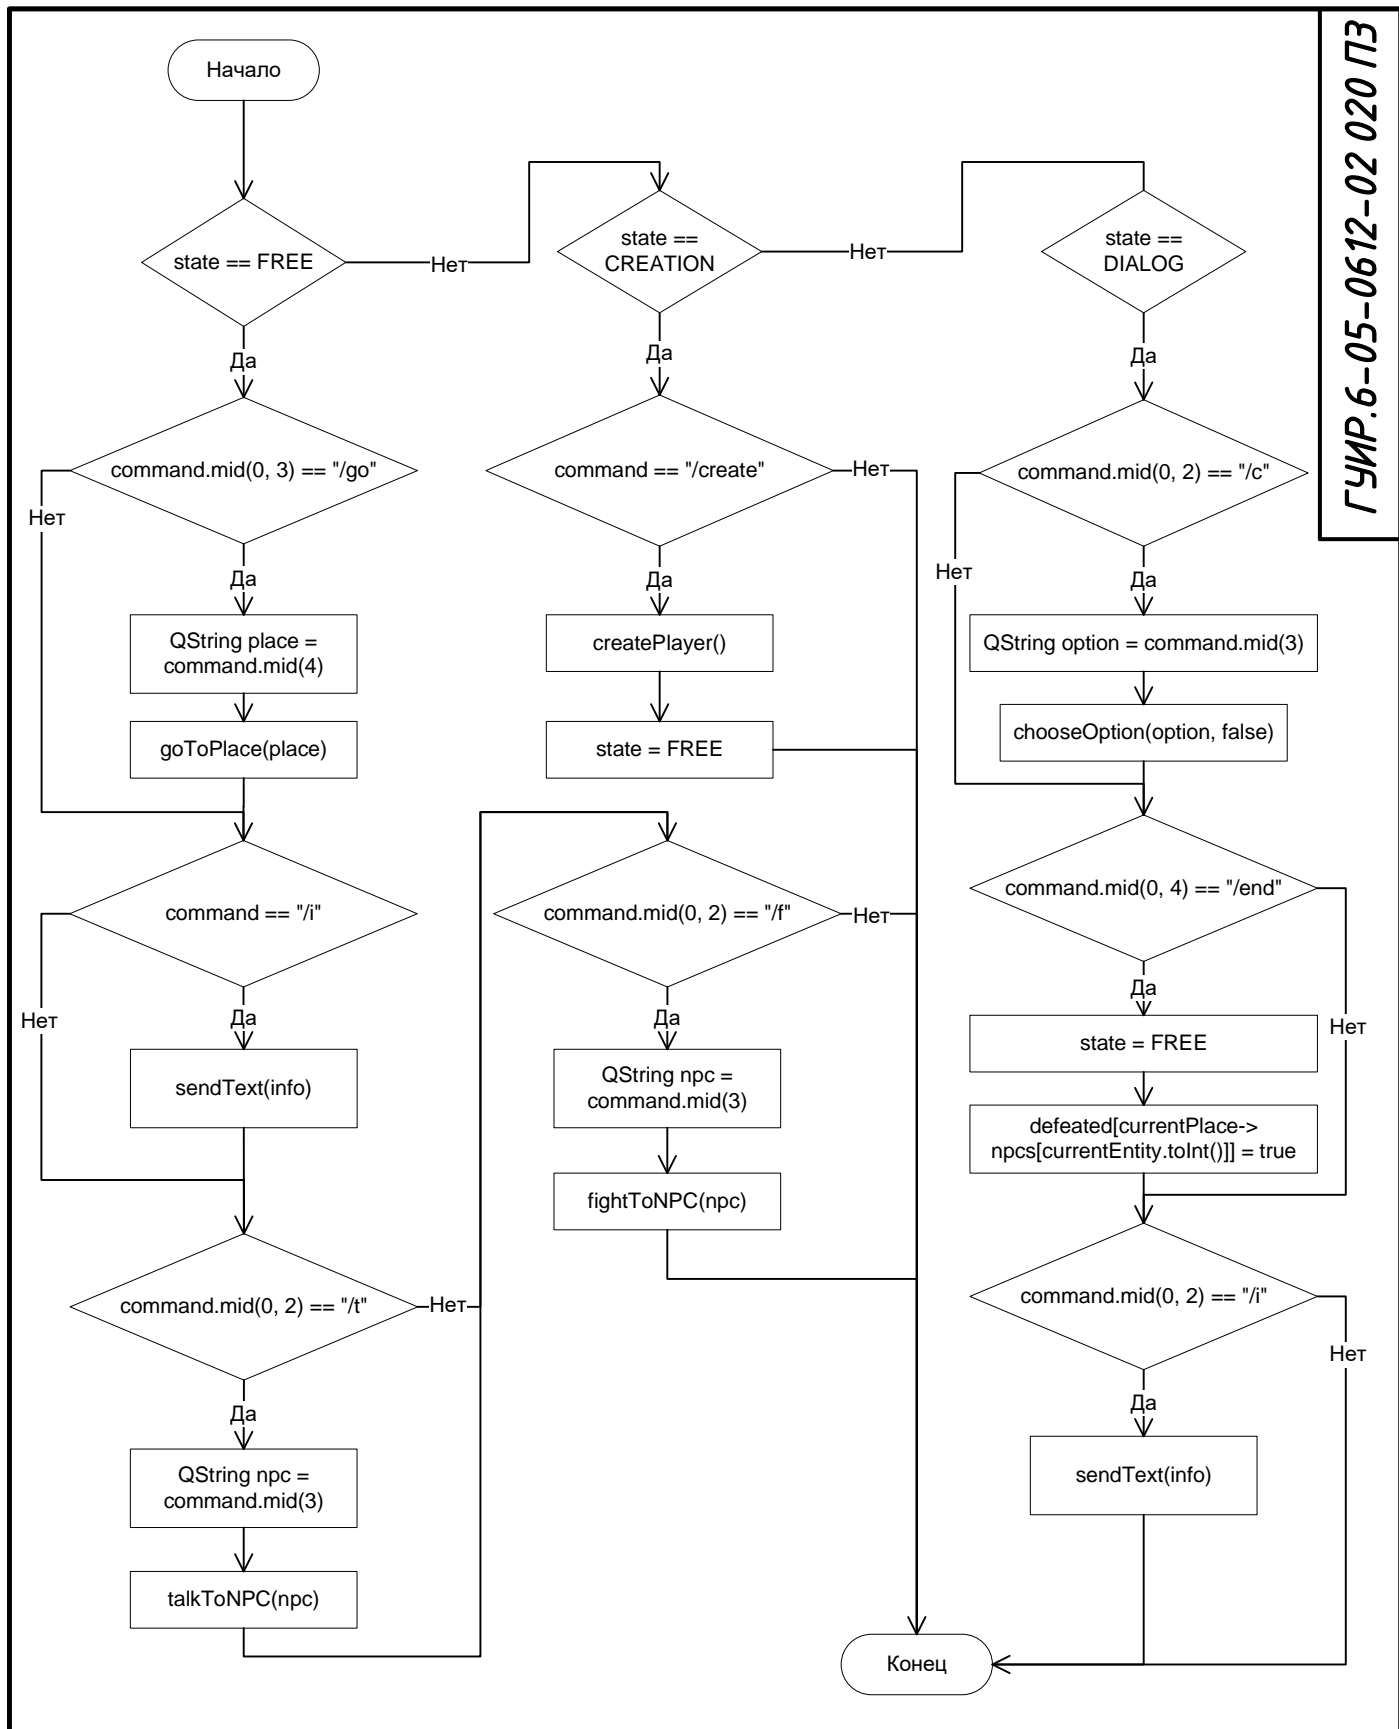 ГУИР.6-05-0612-02 020 ПЗ
Начало
state == FREE
Нет
state ==
CREATION
Нет
state ==
DIALOG
Да
Да
Да
command.mid(0, 3) == "/go"
Нет
command == "/create"
Нет
command.mid(0, 2) == "/c"
Нет
Да
Да
Да
QString place =
command.mid(4)
createPlayer()
QString option = command.mid(3)
goToPlace(place)
state = FREE
chooseOption(option, false)
command == "/i"
Нет
command.mid(0, 2) == "/f"
Нет
command.mid(0, 4) == "/end"
Нет
Да
Да
Да
sendText(info)
QString npc =
command.mid(3)
state = FREE
defeated[currentPlace->
npcs[currentEntity.toInt()]] = true
fightToNPC(npc)
command.mid(0, 2) == "/t"
Нет
command.mid(0, 2) == "/i"
Нет
Да
Да
QString npc =
command.mid(3)
sendText(info)
talkToNPC(npc)
Конец